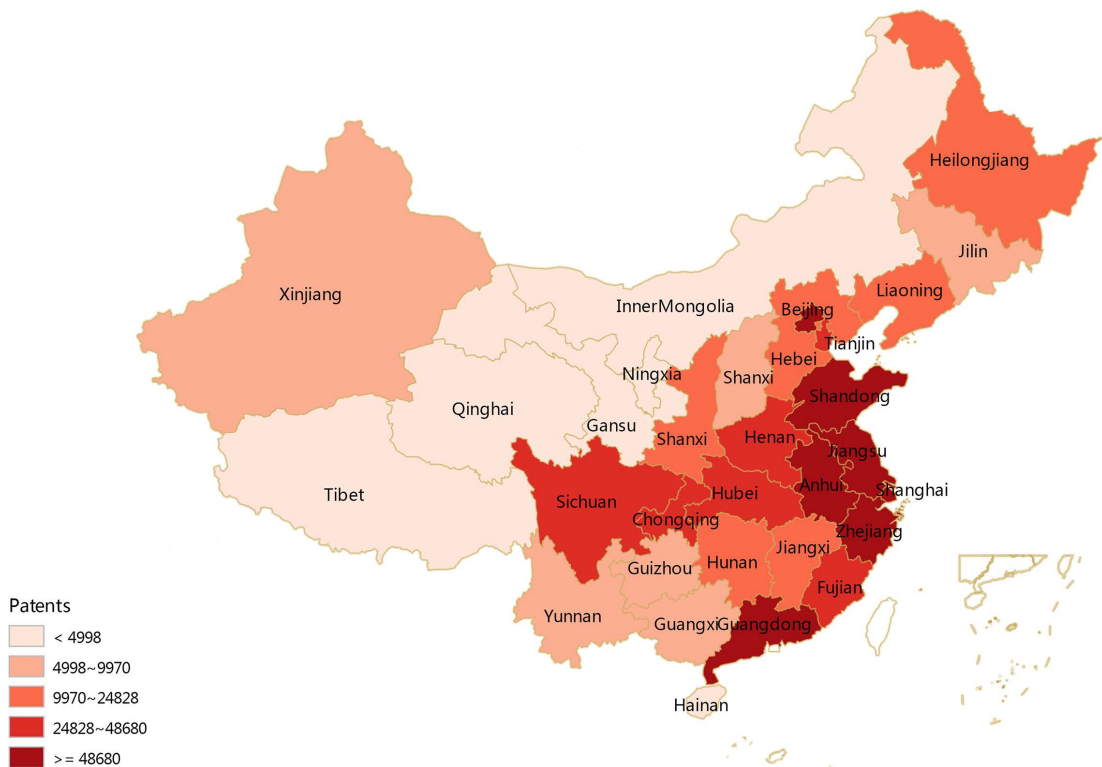 Heilongjiang
Jilin
Xinjiang
Liaoning
InnerMongolia
Beijing
Tianjin
Hebei
Ningxia
Shanxi
Shandong
Qinghai
Gansu
Shanxi
Henan
Jiangsu
Tibet
Sichuan
Hubei
Anhui
Shanghai
Chongqing
Zhejiang
Jiangxi
Hunan
Guizhou
Fujian
Yunnan
Guangxi
Guangdong
Hainan
Patents
< 4998
4998~9970
9970~24828
24828~48680
>= 48680